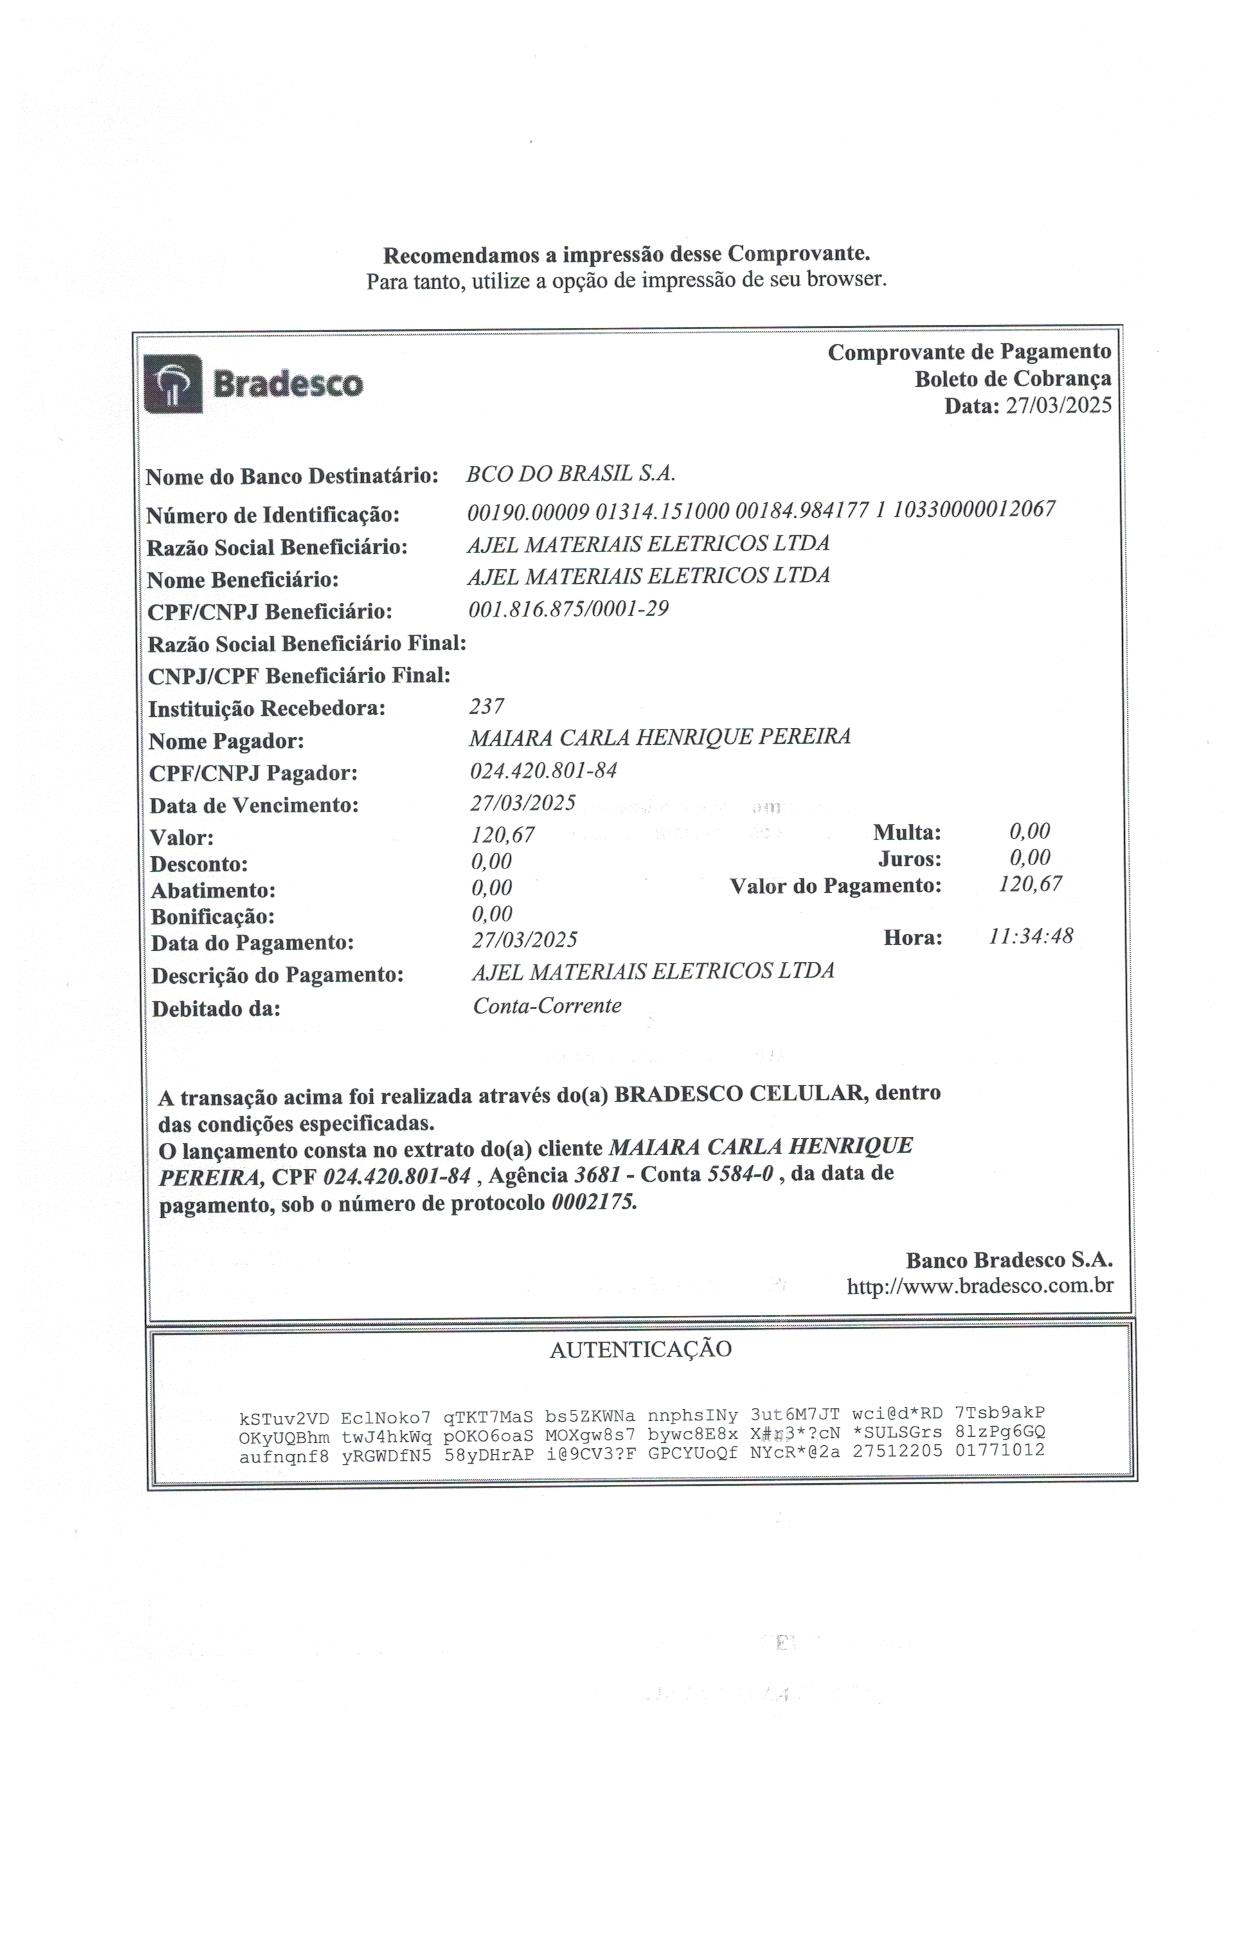 Recomendamos a impressão desse Comprovante.
Para tanto, utilize a opção de impressão de seu browser.
Bradesco
Comprovante de Pagamento
Boleto de Cobrança
Data: 27/03/2025
Nome do Banco Destinatário: BCO DO BRASIL S.A.
Número de Identificação: 00190.00009 01314.151000 00184.984177 1 10330000012067
Razão Social Beneficiário: AJEL MATERIAIS ELETRICOS LTDA
Nome Beneficiário: AJEL MATERIAIS ELETRICOS LTDA
CPF/CNPJ Beneficiário: 001.816.875/0001-29
Razão Social Beneficiário Final:
CNPJ/CPF Beneficiário Final:
Instituição Recebedora: 237
Nome Pagador: MAIARA CARLA HENRIQUE PEREIRA
CPF/CNPJ Pagador: 024.420.801-84
Data de Vencimento: 27/03/2025
Valor: 120,67 Multa: 0,00
Desconto: 0,00 Juros: 0,00
Abatimento: 0,00 Valor do Pagamento: 120,67
Bonificação: 0,00
Data do Pagamento: 27/03/2025 Hora: 11:34:48
Descrição do Pagamento: AJEL MATERIAIS ELETRICOS LTDA
Debitado da: Conta-Corrente
A transação acima foi realizada através do(a) BRADESCO CELULAR, dentro
das condições especificadas.
O lançamento consta no extrato do(a) cliente MAIARA CARLA HENRIQUE
PEREIRA, CPF 024.420.801-84 , Agência 3681 - Conta 5584-0 , da data de
pagamento, sob o número de protocolo 0002175.
Banco Bradesco S.A.
http://www.bradesco.com.br
AUTENTICAÇÃO
kSTuv2VD EclNoko7 qTKT7MaS bs5ZKWNa nnphsINy 3ut6M7JT wci@d*RD 7Tsb9akP
OKyUQBhm twJ4hkWq pOKO6oaS MOXgw8s7 bywc8E8x *SULSGrs 8lzPg6GQ
aufnqnf8 yRGWDfN5 58yDHrAP i@9CV3?F GPCYUoQf NYcR*@2a 27512205 01771012